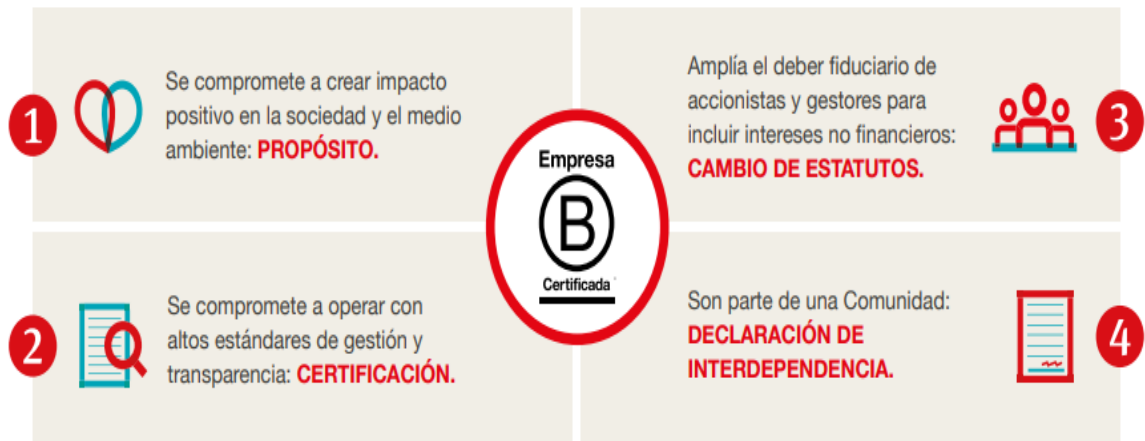 1
Se compromete a crear impacto
positivo en la sociedad y el medio
ambiente: PROPÓSITO.
2
Se compromete a operar con
altos estándares de gestión y
transparencia: CERTIFICACIÓN.
Empresa
B
Certificada
Amplía el deber fiduciario de
accionistas y gestores para
incluir intereses no financieros:
CAMBIO DE ESTATUTOS.
3
Son parte de una Comunidad:
DECLARACIÓN DE
INTERDEPENDENCIA.
4